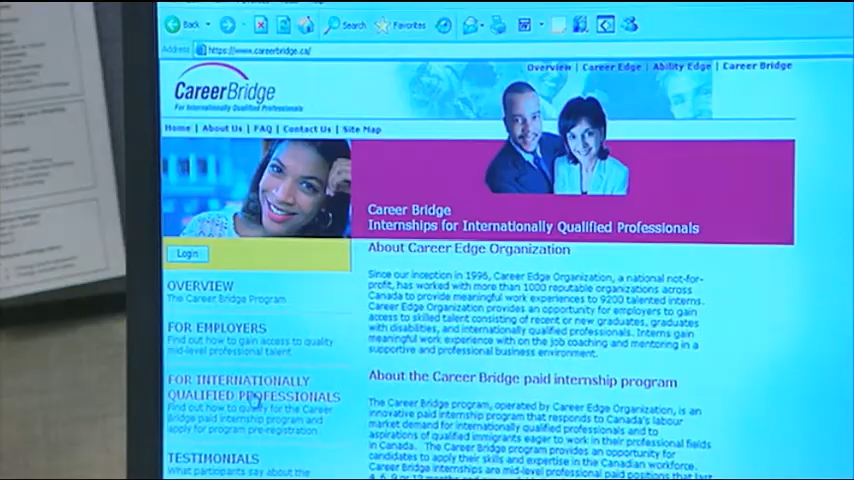 Back
Search
Favorites
Address https://www.careerbridge.ca/
Overview | Career Edge | Ability Edge | Career Bridge
CareerBridge
For Internationally Qualified Professionals
Home | About Us | FAQ | Contact Us | Site Map
Career Bridge
Internships for Internationally Qualified Professionals
Login
OVERVIEW
The Career Bridge Program
FOR EMPLOYERS
Find out how to gain access to quality
mid-level professional talent
FOR INTERNATIONALLY
QUALIFIED PROFESSIONALS
Find out how to qualify for the Career
Bridge paid internship program and
apply for program pre-registration
TESTIMONIALS
What participants say about the
About Career Edge Organization
Since our inception in 1996, Career Edge Organization, a national not-for-
profit, has worked with more than 1000 reputable organizations across
Canada to provide meaningful work experiences to 9200 talented interns.
Career Edge Organization provides an opportunity for employers to gain
access to skilled talent consisting of recent or new graduates, graduates
with disabilities, and internationally qualified professionals. Interns gain
meaningful work experience with on the job coaching and mentoring in a
supportive and professional business environment.
About the Career Bridge paid internship program
The Career Bridge program, operated by Career Edge Organization, is an
innovative paid internship program that responds to Canada's labour
market demand for internationally qualified professionals and to
aspirations of qualified immigrants eager to work in their professional fields
in Canada. The Career Bridge program provides an opportunity for
candidates to apply their skills and expertise in the Canadian workforce.
Career Bridge internships are mid-level professional paid positions that last